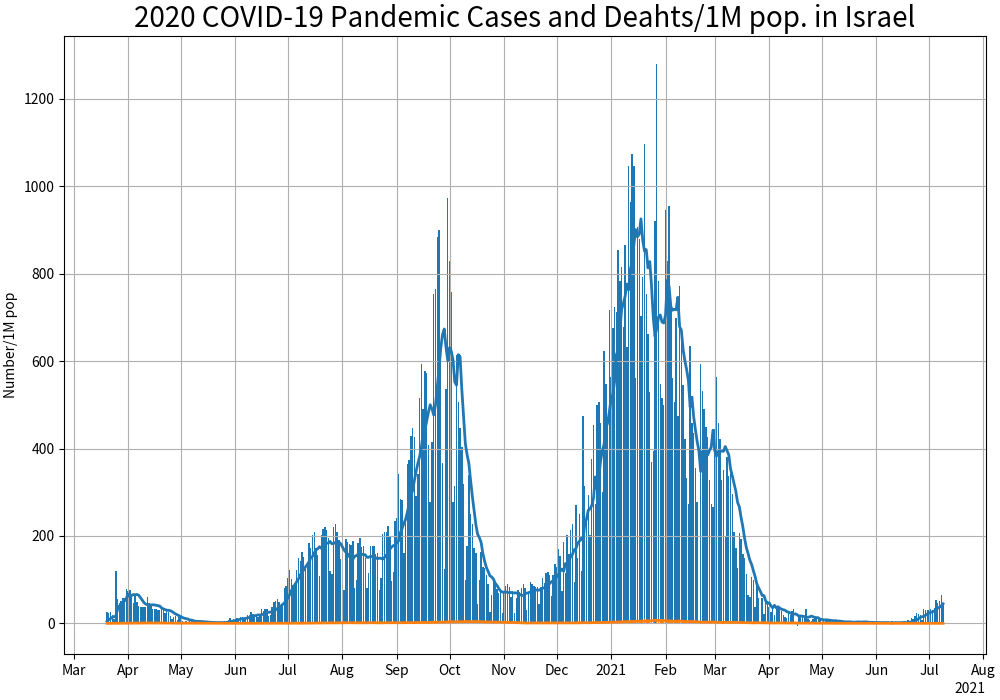 2020 COVID-19 Pandemic Cases and Deahts/1M pop. in Israel
Number/1M pop
1200
1000
800
600
400
200
0
Mar Apr May Jun Jul Aug Sep Oct Nov Dec 2021 Feb Mar Apr May Jun Jul Aug
2021